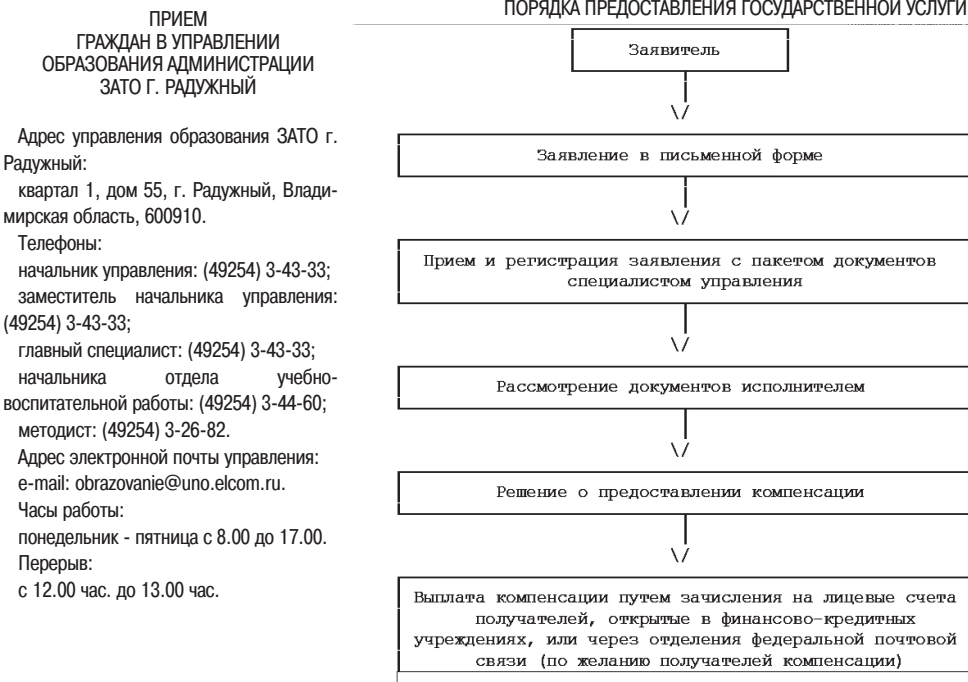 ПРИЕМ
ГРАЖДАН В УПРАВЛЕНИИ
ОБРАЗОВАНИЯ АДМИНИСТРАЦИИ
ЗАТО Г. РАДУЖНЫЙ
Адрес управления образования ЗАТО г.
Радужный:
квартал 1, дом 55, г. Радужный, Влади-
мирская область, 600910.
Телефоны:
начальник управления: (49254) 3-43-33;
заместитель начальника управления:
(49254) 3-43-33;
главный специалист: (49254) 3-43-33;
начальника отдела учебно-
воспитательной работы: (49254) 3-44-60;
методист: (49254) 3-26-82.
Адрес электронной почты управления:
e-mail: obrazovanie@uno.elcom.ru.
Часы работы:
понедельник - пятница с 8.00 до 17.00.
Перерыв:
с 12.00 час. до 13.00 час.
ПОРЯДКА ПРЕДОСТАВЛЕНИЯ ГОСУДАРСТВЕННОЙ УСЛУГИ
Заявитель
\/
Заявление в письменной форме
\/
Прием и регистрация заявления с пакетом документов
специалистом управления
\/
Рассмотрение документов исполнителем
\/
Решение о предоставлении компенсации
\/
Выплата компенсации путем зачисления на лицевые счета
получателей, открытые в финансово-кредитных
учреждениях, или через отделения федеральной почтовой
связи (по желанию получателей компенсации)